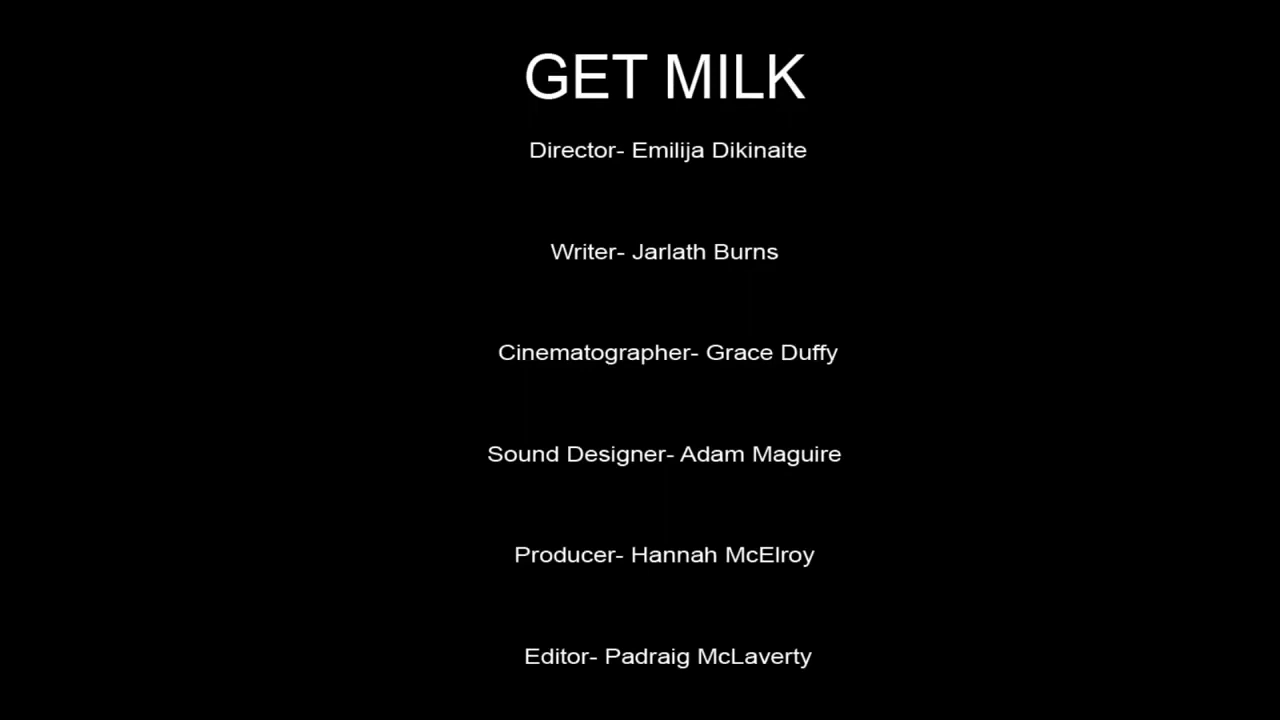 GET MILK
Director- Emilija Dikinaite
Writer- Jarlath Burns
Cinematographer- Grace Duffy
Sound Designer- Adam Maguire
Producer- Hannah McElroy
Editor- Padraig McLaverty